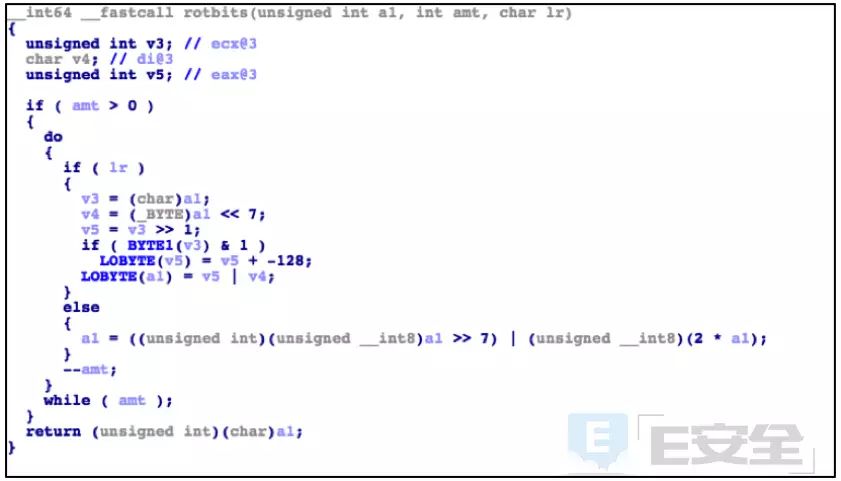 __int64 __fastcall rotbits(unsigned int a1, int amt, char lr)
{
unsigned int v3; // ecx@3
char v4; // di@3
unsigned int v5; // eax@3
if ( amt > 0 )
{
do
{
if ( lr )
{
v3 = (char)a1;
v4 = (_BYTE)a1 << 7;
v5 = v3 >> 1;
if ( BYTE1(v3) & 1 )
LOBYTE(v5) = v5 + -128;
LOBYTE(a1) = v5 | v4;
}
else
{
a1 = ((unsigned int)(unsigned __int8)a1 >> 7) | (unsigned __int8)(2 * a1);
}
--amt;
}
while ( amt );
}
return (unsigned int)(char)a1;
}
E E安全